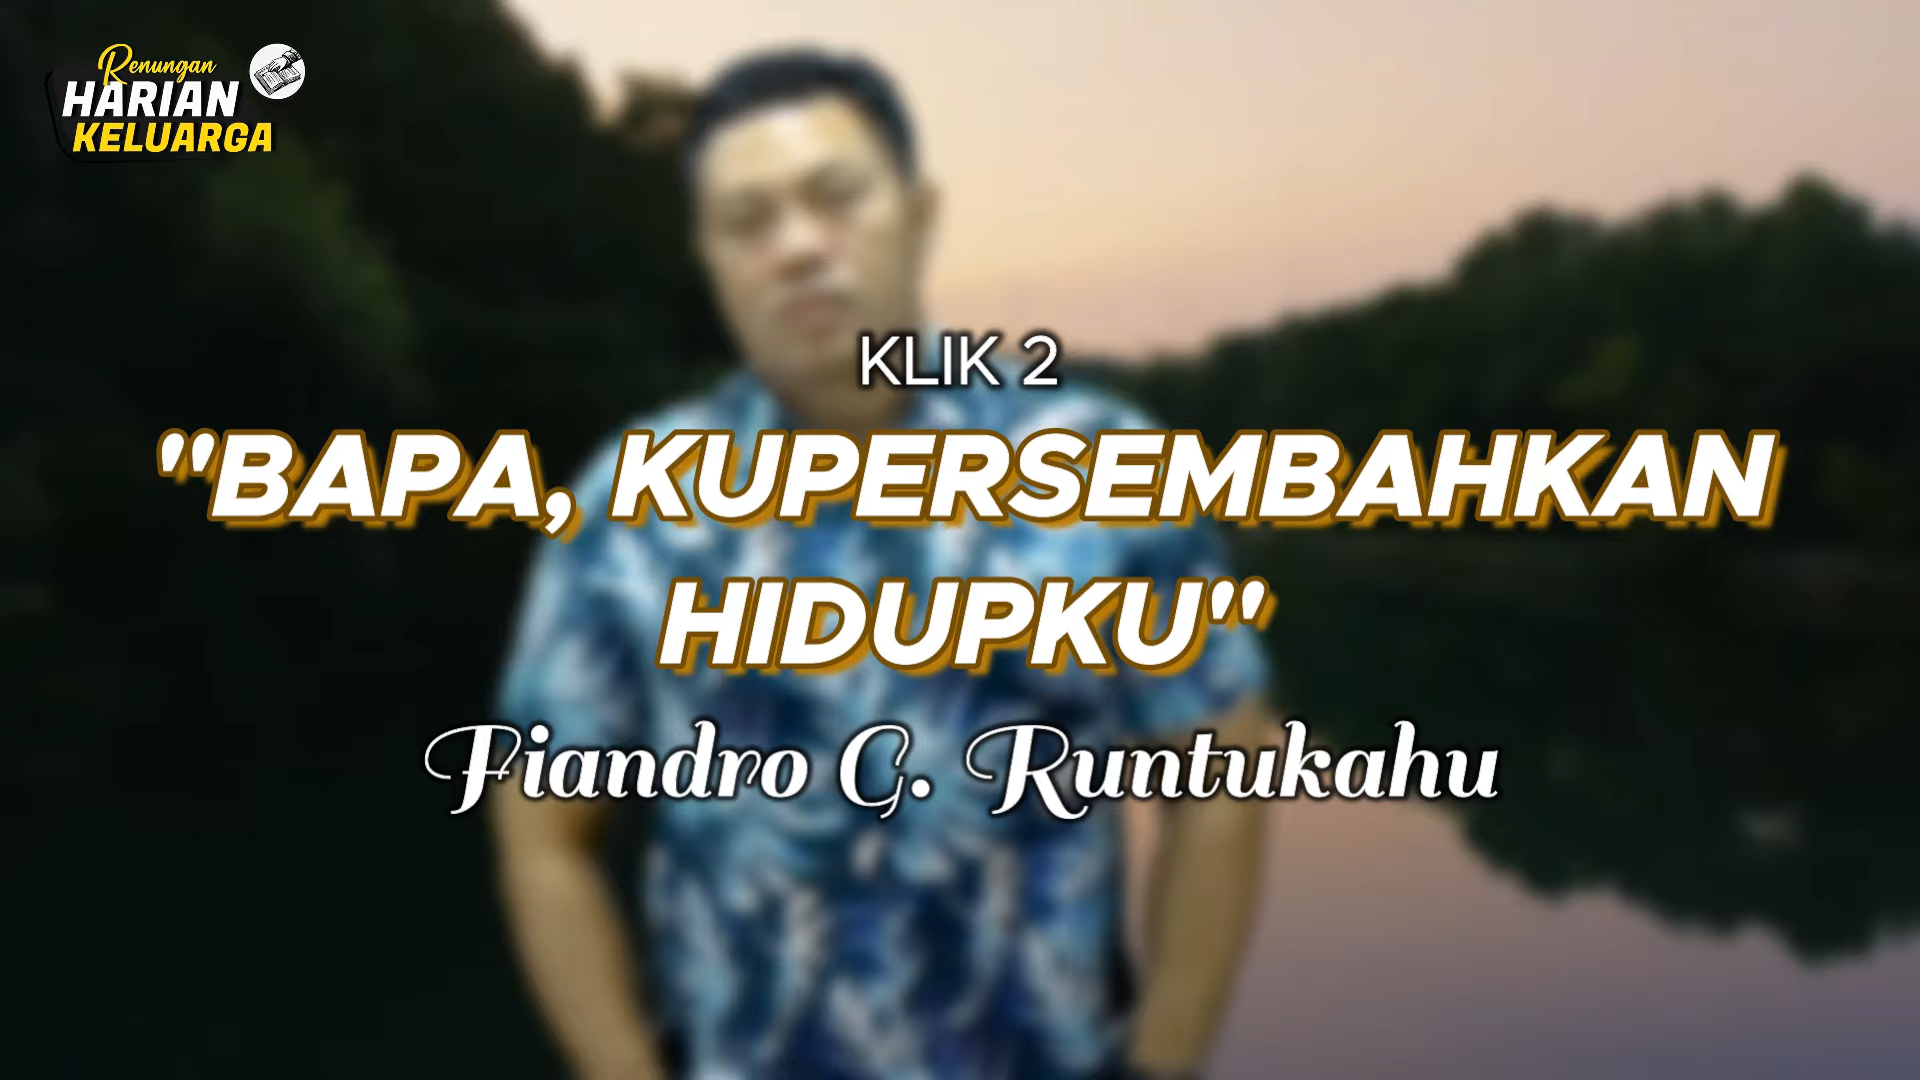 Renungan
HARIAN
KELUARGA
KLIK 2
"BAPA, KUPERSEMBAHKAN
HIDUPKU"
Fiandro G. Runtukahu